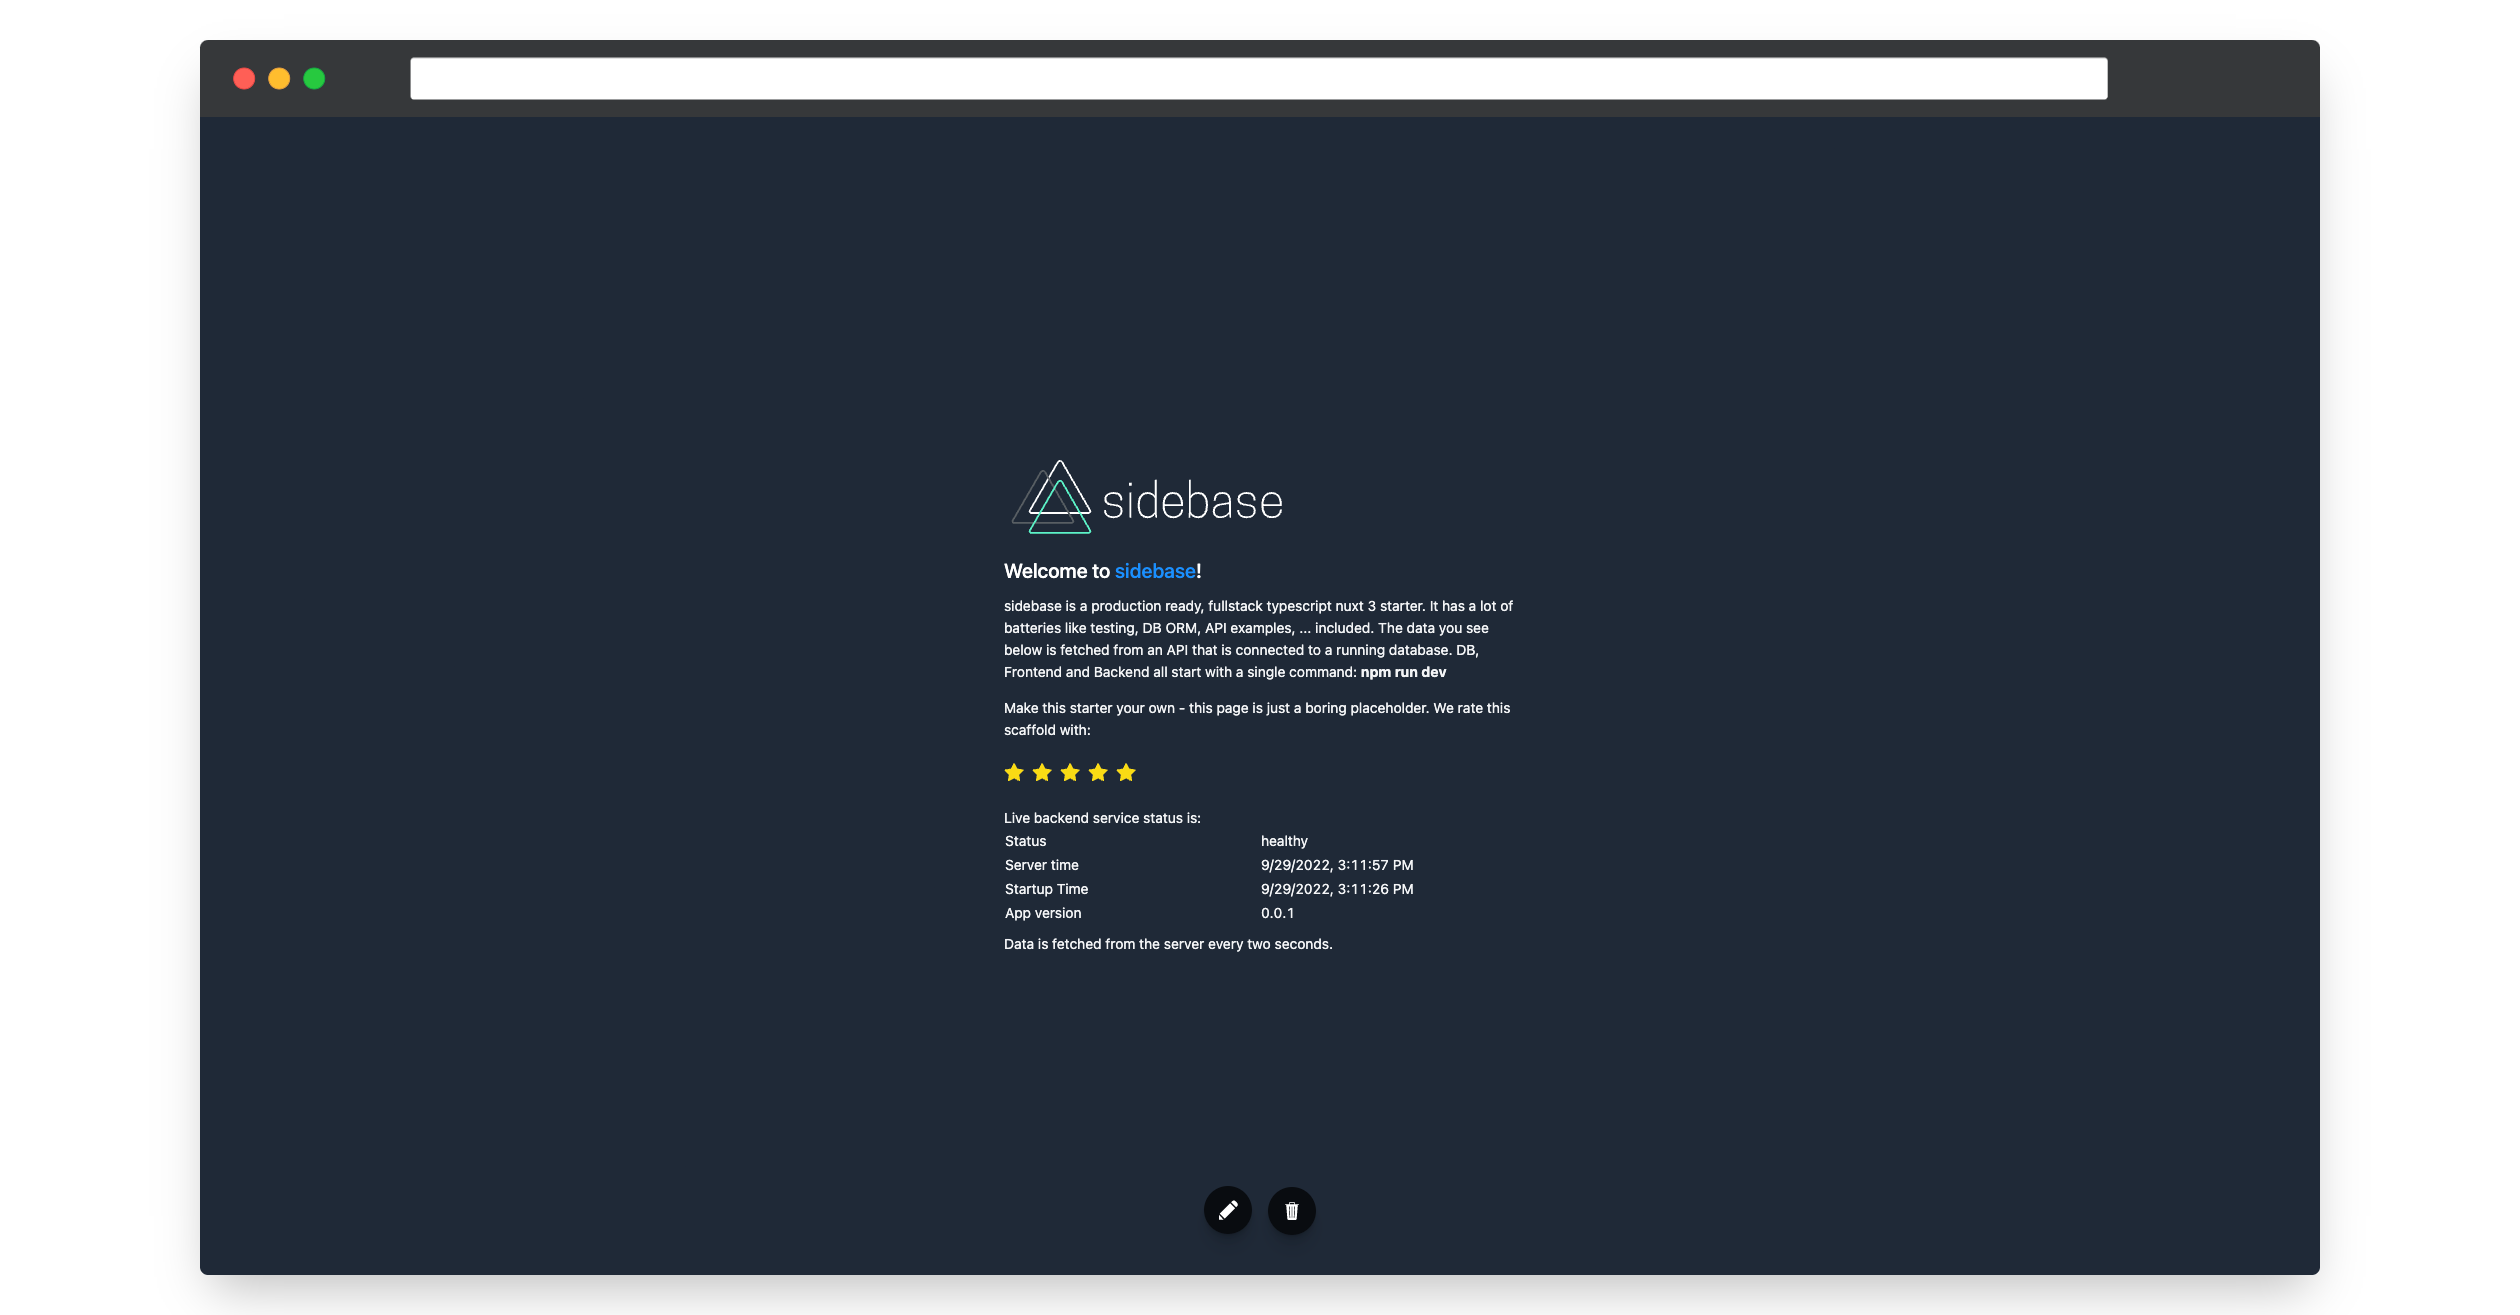 sidebase
Welcome to sidebase!
sidebase is a production ready, fullstack typescript nuxt 3 starter. It has a lot of
batteries like testing, DB ORM, API examples, ... included. The data you see
below is fetched from an API that is connected to a running database. DB,
Frontend and Backend all start with a single command: npm run dev
Make this starter your own - this page is just a boring placeholder. We rate this
scaffold with:
Live backend service status is:
Status healthy
Server time 9/29/2022, 3:11:57 PM
Startup Time 9/29/2022, 3:11:26 PM
App version 0.0.1
Data is fetched from the server every two seconds.